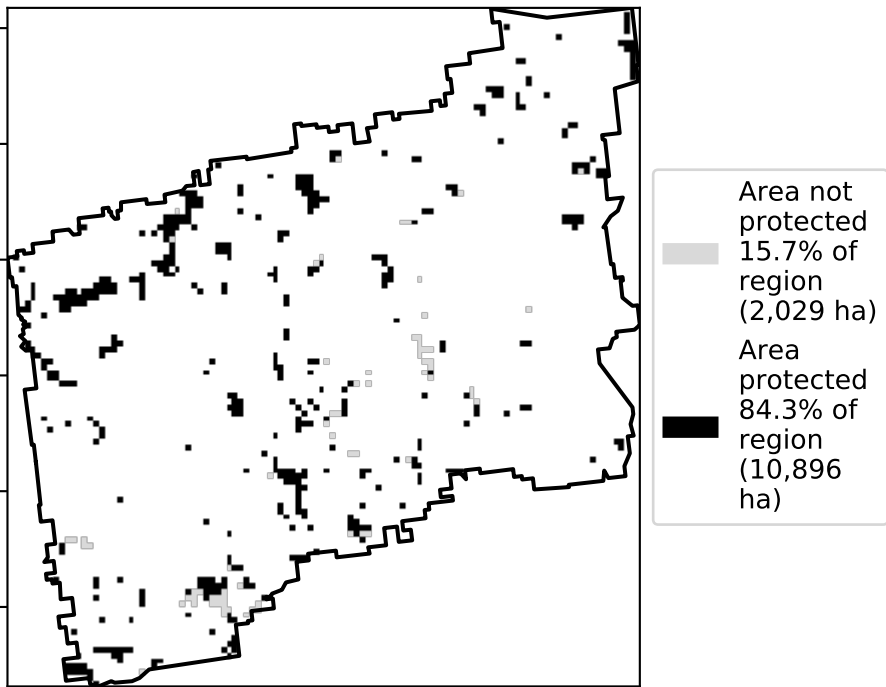 Area not
protected
15.7% of
region
(2,029 ha)
Area
protected
84.3% of
region
(10,896
ha)